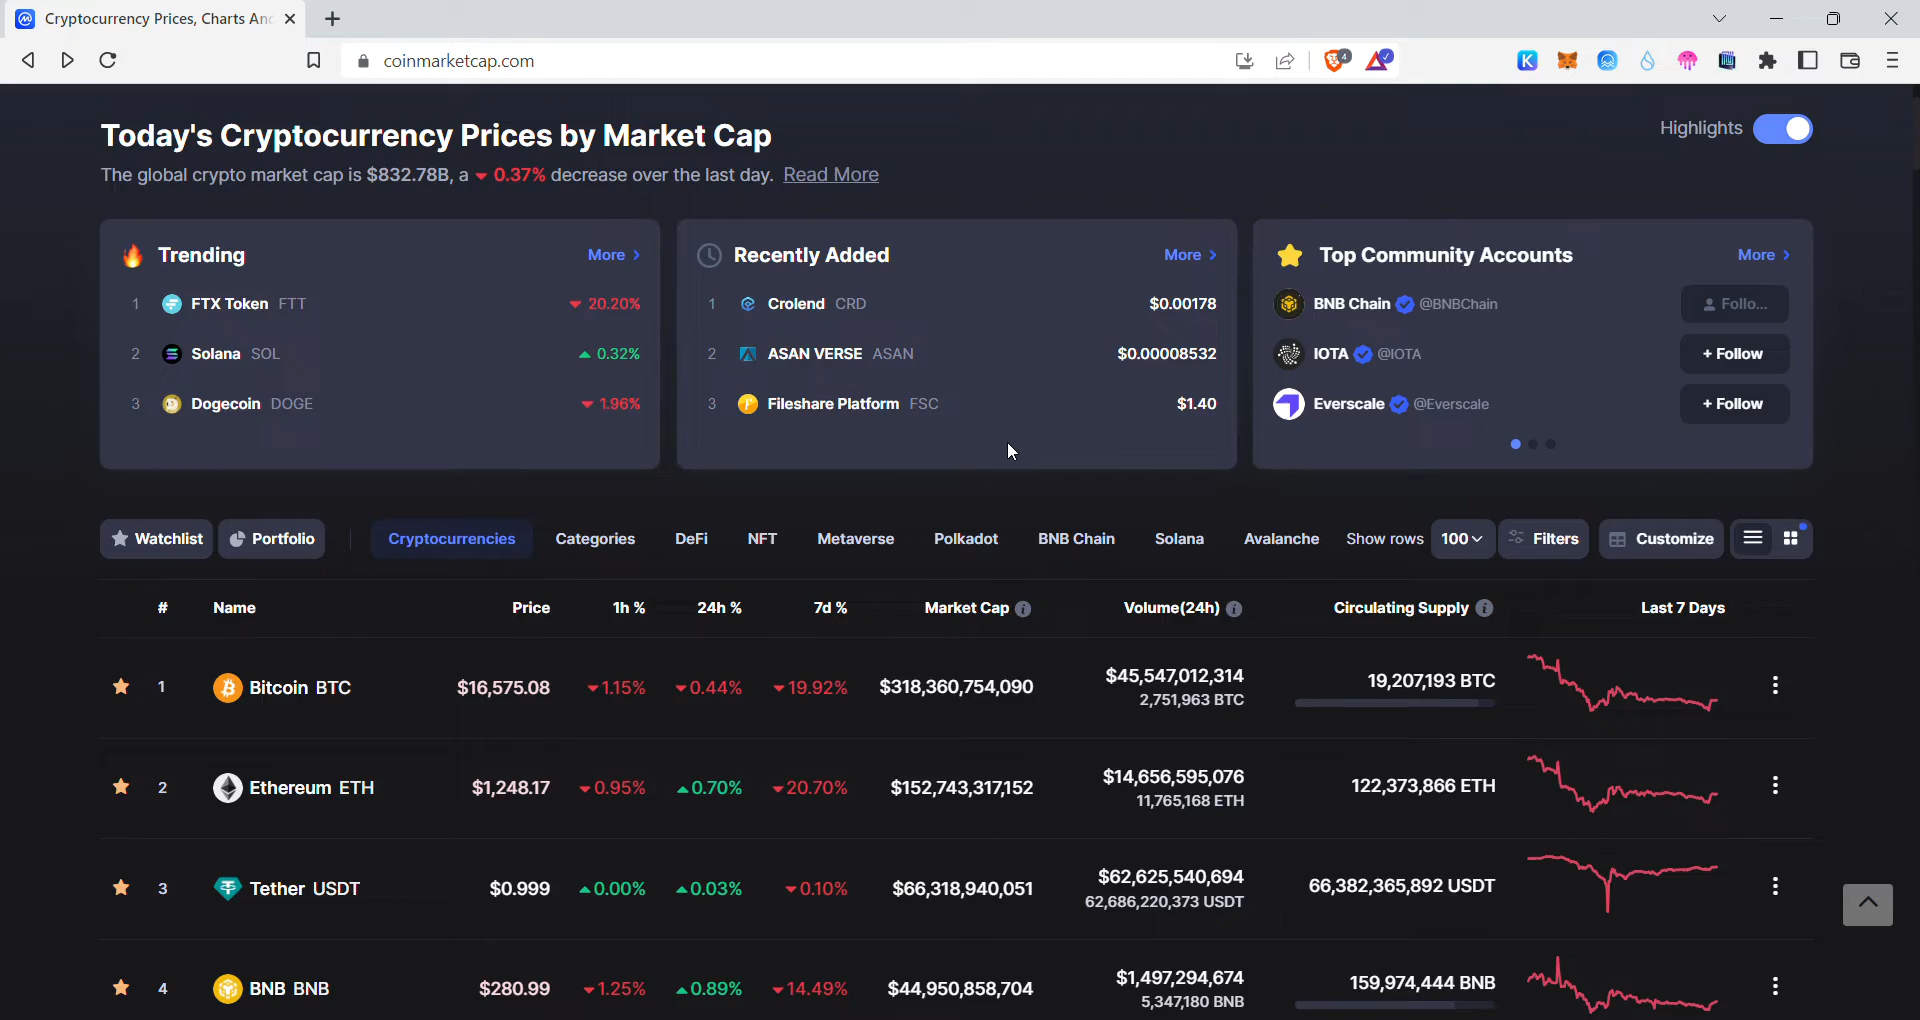 Cryptocurrency Prices, Charts An
coinmarketcap.com
4
Today's Cryptocurrency Prices by Market Cap
Highlights
The global crypto market cap is $832.78B, a 0.37% decrease over the last day. Read More
Trending More
1 FTX Token FTT 20.20%
2 Solana SOL 0.32%
3 Dogecoin DOGE 1.96%
Recently Added More
1 Crolend CRD $0.00178
2 ASAN VERSE ASAN $0.00008532
3 Fileshare Platform FSC $1.40
Top Community Accounts More
BNB Chain @BNBChain Follo...
IOTA @IOTA + Follow
Everscale @Everscale + Follow
Watchlist Portfolio Cryptocurrencies Categories DeFi NFT Metaverse Polkadot BNB Chain Solana Avalanche Show rows 100 Filters Customize
# Name Price 1h % 24h % 7d % Market Cap Volume(24h) Circulating Supply Last 7 Days
1 Bitcoin BTC $16,575.08 1.15% 0.44% 19.92% $318,360,754,090 $45,547,012,314 19,207,193 BTC
2,751,963 BTC
2 Ethereum ETH $1,248.17 0.95% 0.70% 20.70% $152,743,317,152 $14,656,595,076 122,373,866 ETH
11,765,168 ETH
3 Tether USDT $0.999 0.00% 0.03% 0.10% $66,318,940,051 $62,625,540,694 66,382,365,892 USDT
62,686,220,373 USDT
4 BNB BNB $280.99 1.25% 0.89% 14.49% $44,950,858,704 $1,497,294,674 159,974,444 BNB
5,347,180 BNB